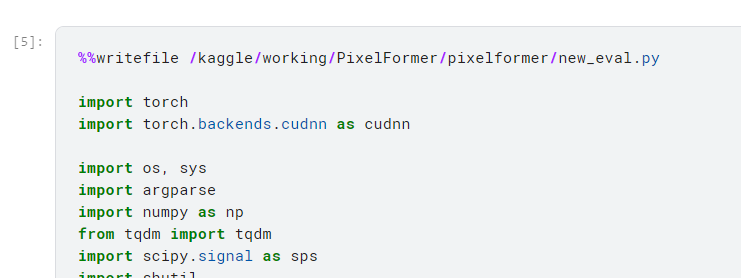 [5]:
%%writefile /kaggle/working/PixelFormer/pixelformer/new_eval.py
import torch
import torch.backends.cudnn as cudnn
import os, sys
import argparse
import numpy as np
from tqdm import tqdm
import scipy.signal as sps
import shutil